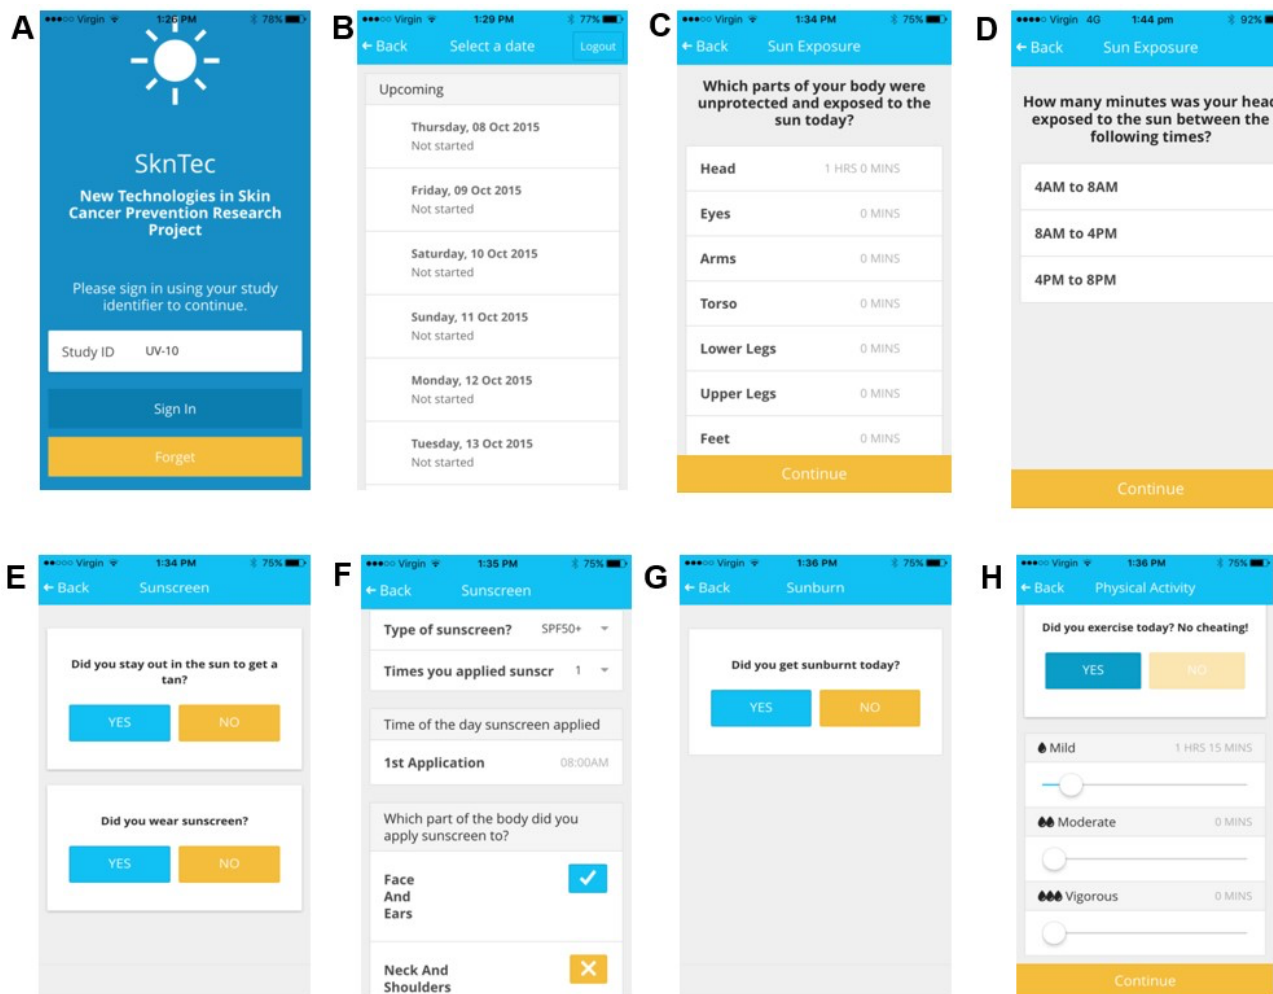 A
●●●○○ Virgin 1:26 PM 78%
SknTec
New Technologies in Skin
Cancer Prevention Research
Project
Please sign in using your study
identifier to continue.
Study ID UV-10
Sign In
Forget
B
●●●○○ Virgin 1:29 PM 77%
← Back Select a date Logout
Upcoming
Thursday, 08 Oct 2015
Not started
Friday, 09 Oct 2015
Not started
Saturday, 10 Oct 2015
Not started
Sunday, 11 Oct 2015
Not started
Monday, 12 Oct 2015
Not started
Tuesday, 13 Oct 2015
Not started
C
●●●○○ Virgin 1:34 PM 75%
← Back Sun Exposure
Which parts of your body were
unprotected and exposed to the
sun today?
Head 1 HRS 0 MINS
Eyes 0 MINS
Arms 0 MINS
Torso 0 MINS
Lower Legs 0 MINS
Upper Legs 0 MINS
Feet 0 MINS
Continue
D
●●●●○ Virgin 4G 1:44 pm 92%
← Back Sun Exposure
How many minutes was your head
exposed to the sun between the
following times?
4AM to 8AM
8AM to 4PM
4PM to 8PM
Continue
E
●●○○○ Virgin 1:34 PM 75%
← Back Sunscreen
Did you stay out in the sun to get a
tan?
YES NO
Did you wear sunscreen?
YES NO
F
●●●○○ Virgin 1:35 PM 75%
← Back Sunscreen
Type of sunscreen? SPF50+
Times you applied sunscr 1
Time of the day sunscreen applied
1st Application 08:00AM
Which part of the body did you
apply sunscreen to?
Face
And
Ears
Neck And
Shoulders
G
●●●○○ Virgin 1:36 PM 75%
← Back Sunburn
Did you get sunburnt today?
YES NO
H
●●●○○ Virgin 1:36 PM 75%
← Back Physical Activity
Did you exercise today? No cheating!
YES NO
Mild 1 HRS 15 MINS
Moderate 0 MINS
Vigorous 0 MINS
Continue